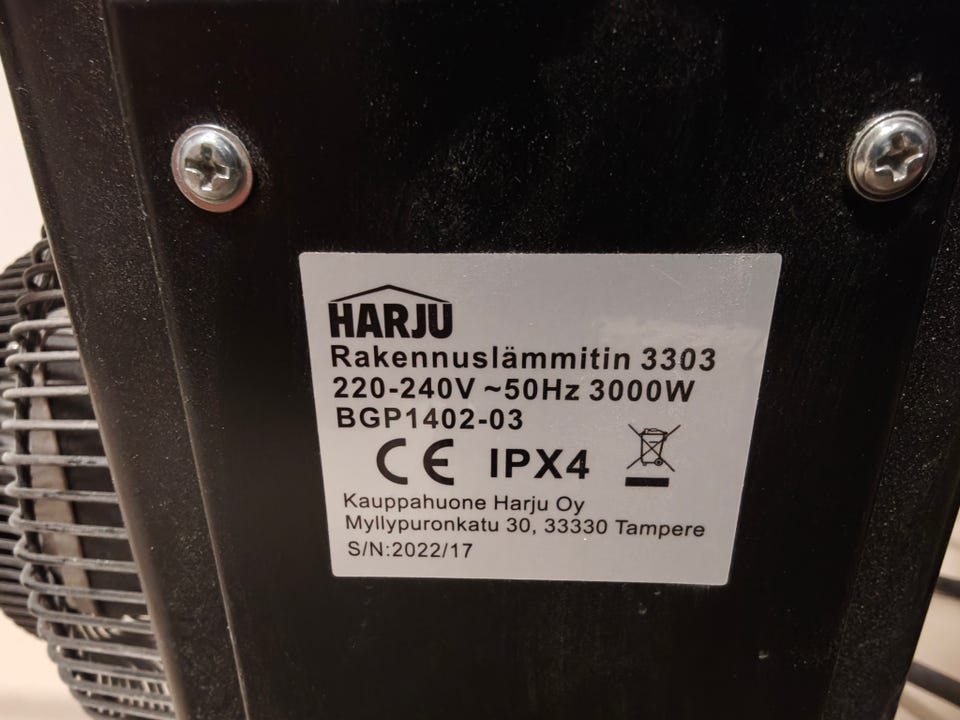 HARJU
Rakennuslämmitin 3303
220-240V ~50Hz 3000W
BGP1402-03
CE IPX4
Kauppahuone Harju Oy
Myllypuronkatu 30, 33330 Tampere
S/N:2022/17